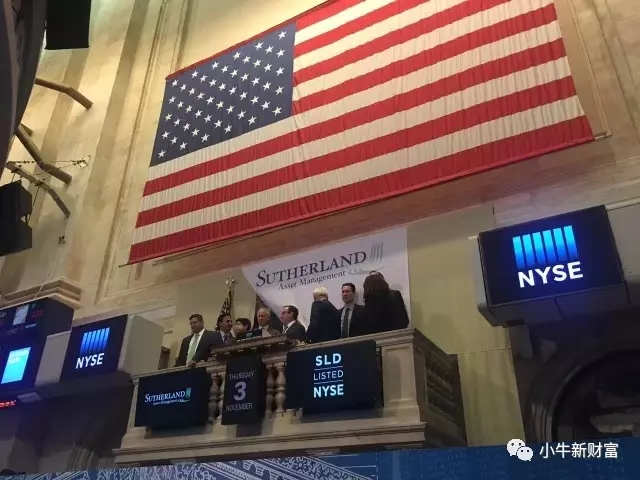 SUTHERLAND
Asset Management
NYSE
NYSE
SUTHERLAND
Asset Management
THURSDAY
3
NOVEMBER
SLD
LISTED
NYSE
小牛新财富